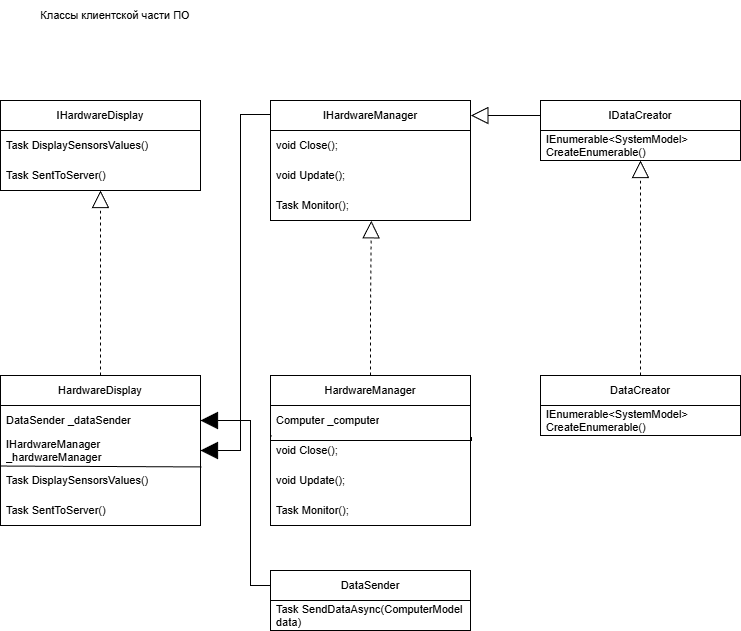 Классы клиентской части ПО
IHardwareDisplay
Task DisplaySensorsValues()
Task SentToServer()
IHardwareManager
void Close();
void Update();
Task Monitor();
IDataCreator
IEnumerable<SystemModel>
CreateEnumerable()
HardwareDisplay
DataSender _dataSender
IHardwareManager
_hardwareManager
Task DisplaySensorsValues()
Task SentToServer()
HardwareManager
Computer _computer
void Close();
void Update();
Task Monitor();
DataCreator
IEnumerable<SystemModel>
CreateEnumerable()
DataSender
Task SendDataAsync(ComputerModel
data)